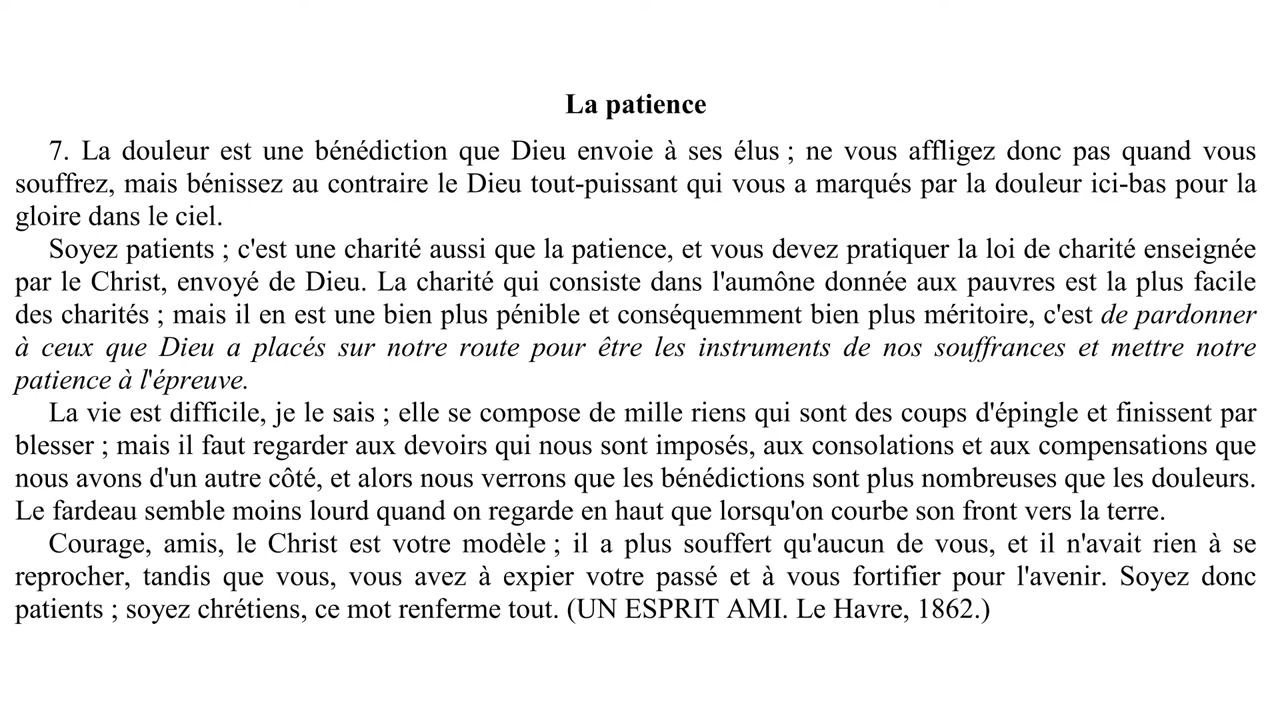 La patience
7. La douleur est une bénédiction que Dieu envoie à ses élus ; ne vous affligez donc pas quand vous
souffrez, mais bénissez au contraire le Dieu tout-puissant qui vous a marqués par la douleur ici-bas pour la
gloire dans le ciel.
Soyez patients ; c'est une charité aussi que la patience, et vous devez pratiquer la loi de charité enseignée
par le Christ, envoyé de Dieu. La charité qui consiste dans l'aumône donnée aux pauvres est la plus facile
des charités ; mais il en est une bien plus pénible et conséquemment bien plus méritoire, c'est de pardonner
à ceux que Dieu a placés sur notre route pour être les instruments de nos souffrances et mettre notre
patience à l'épreuve.
La vie est difficile, je le sais ; elle se compose de mille riens qui sont des coups d'épingle et finissent par
blesser ; mais il faut regarder aux devoirs qui nous sont imposés, aux consolations et aux compensations que
nous avons d'un autre côté, et alors nous verrons que les bénédictions sont plus nombreuses que les douleurs.
Le fardeau semble moins lourd quand on regarde en haut que lorsqu'on courbe son front vers la terre.
Courage, amis, le Christ est votre modèle ; il a plus souffert qu'aucun de vous, et il n'avait rien à se
reprocher, tandis que vous, vous avez à expier votre passé et à vous fortifier pour l'avenir. Soyez donc
patients ; soyez chrétiens, ce mot renferme tout. (UN ESPRIT AMI. Le Havre, 1862.)